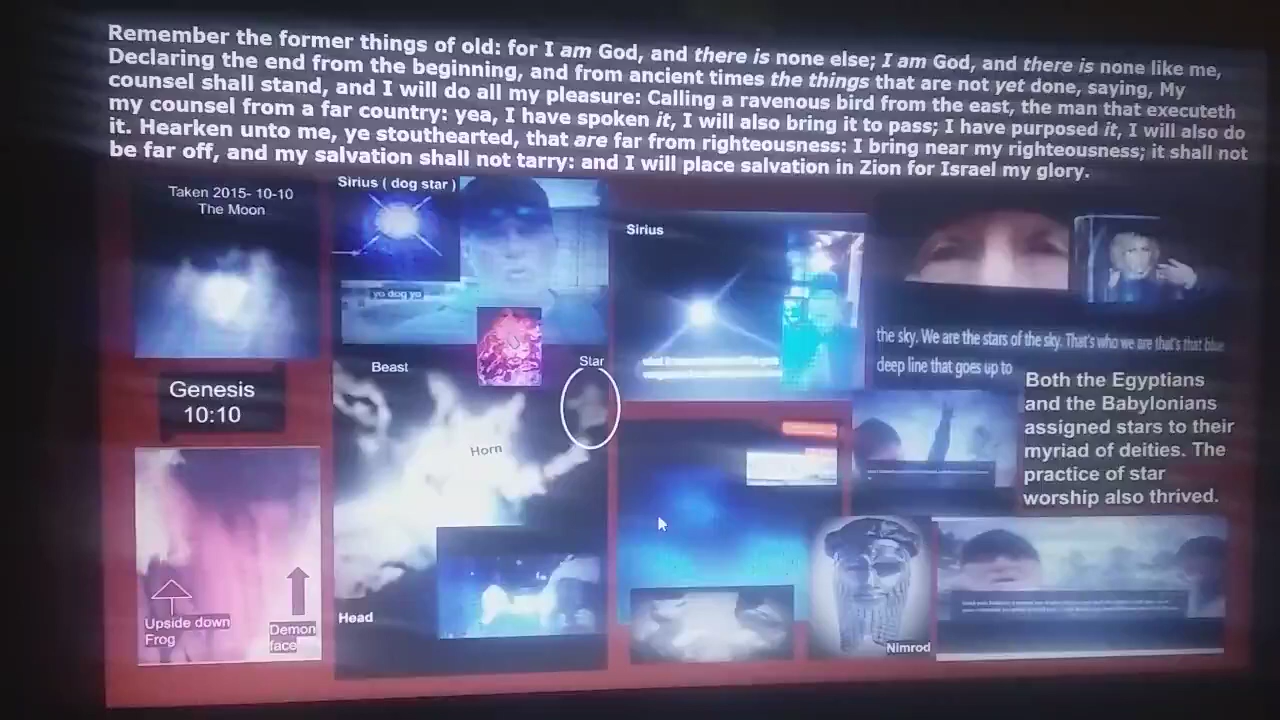 Remember the former things of old: for I am God, and there is none else; I am God, and there is none like me,
Declaring the end from the beginning, and from ancient times the things that are not yet done, saying, My
counsel shall stand, and I will do all my pleasure: Calling a ravenous bird from the east, the man that executeth
my counsel from a far country: yea, I have spoken it, I will also bring it to pass; I have purposed it, I will also do
it. Hearken unto me, ye stouthearted, that are far from righteousness: I bring near my righteousness; it shall not
be far off, and my salvation shall not tarry: and I will place salvation in Zion for Israel my glory.
Taken 2015- 10-10
The Moon
Sirius ( dog star )
yo dog yo
Sirius
the sky. We are the stars of the sky. That's who we are that's that blue
deep line that goes up to
Genesis
10:10
Beast
Star
Horn
Head
Both the Egyptians
and the Babylonians
assigned stars to their
myriad of deities. The
practice of star
worship also thrived.
Upside down
Frog
Demon
face
Nimrod